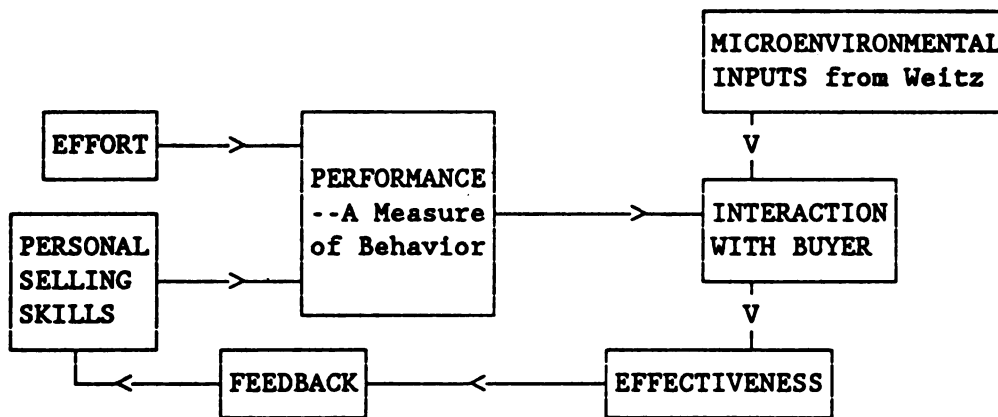 MICROENVIRONMENTAL
INPUTS from Weitz
EFFORT
PERFORMANCE
--A Measure
of Behavior
PERSONAL
SELLING
SKILLS
INTERACTION
WITH BUYER
FEEDBACK
EFFECTIVENESS